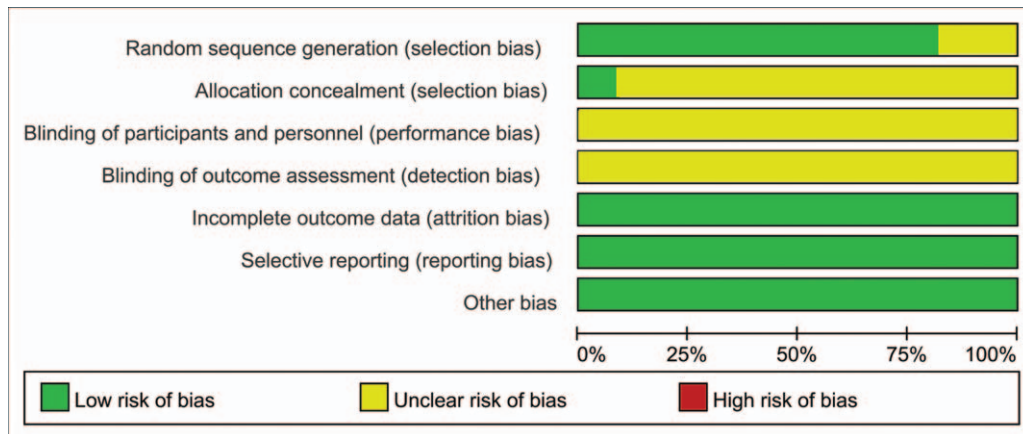 Random sequence generation (selection bias)
Allocation concealment (selection bias)
Blinding of participants and personnel (performance bias)
Blinding of outcome assessment (detection bias)
Incomplete outcome data (attrition bias)
Selective reporting (reporting bias)
Other bias
0% 25% 50% 75% 100%
Low risk of bias Unclear risk of bias High risk of bias